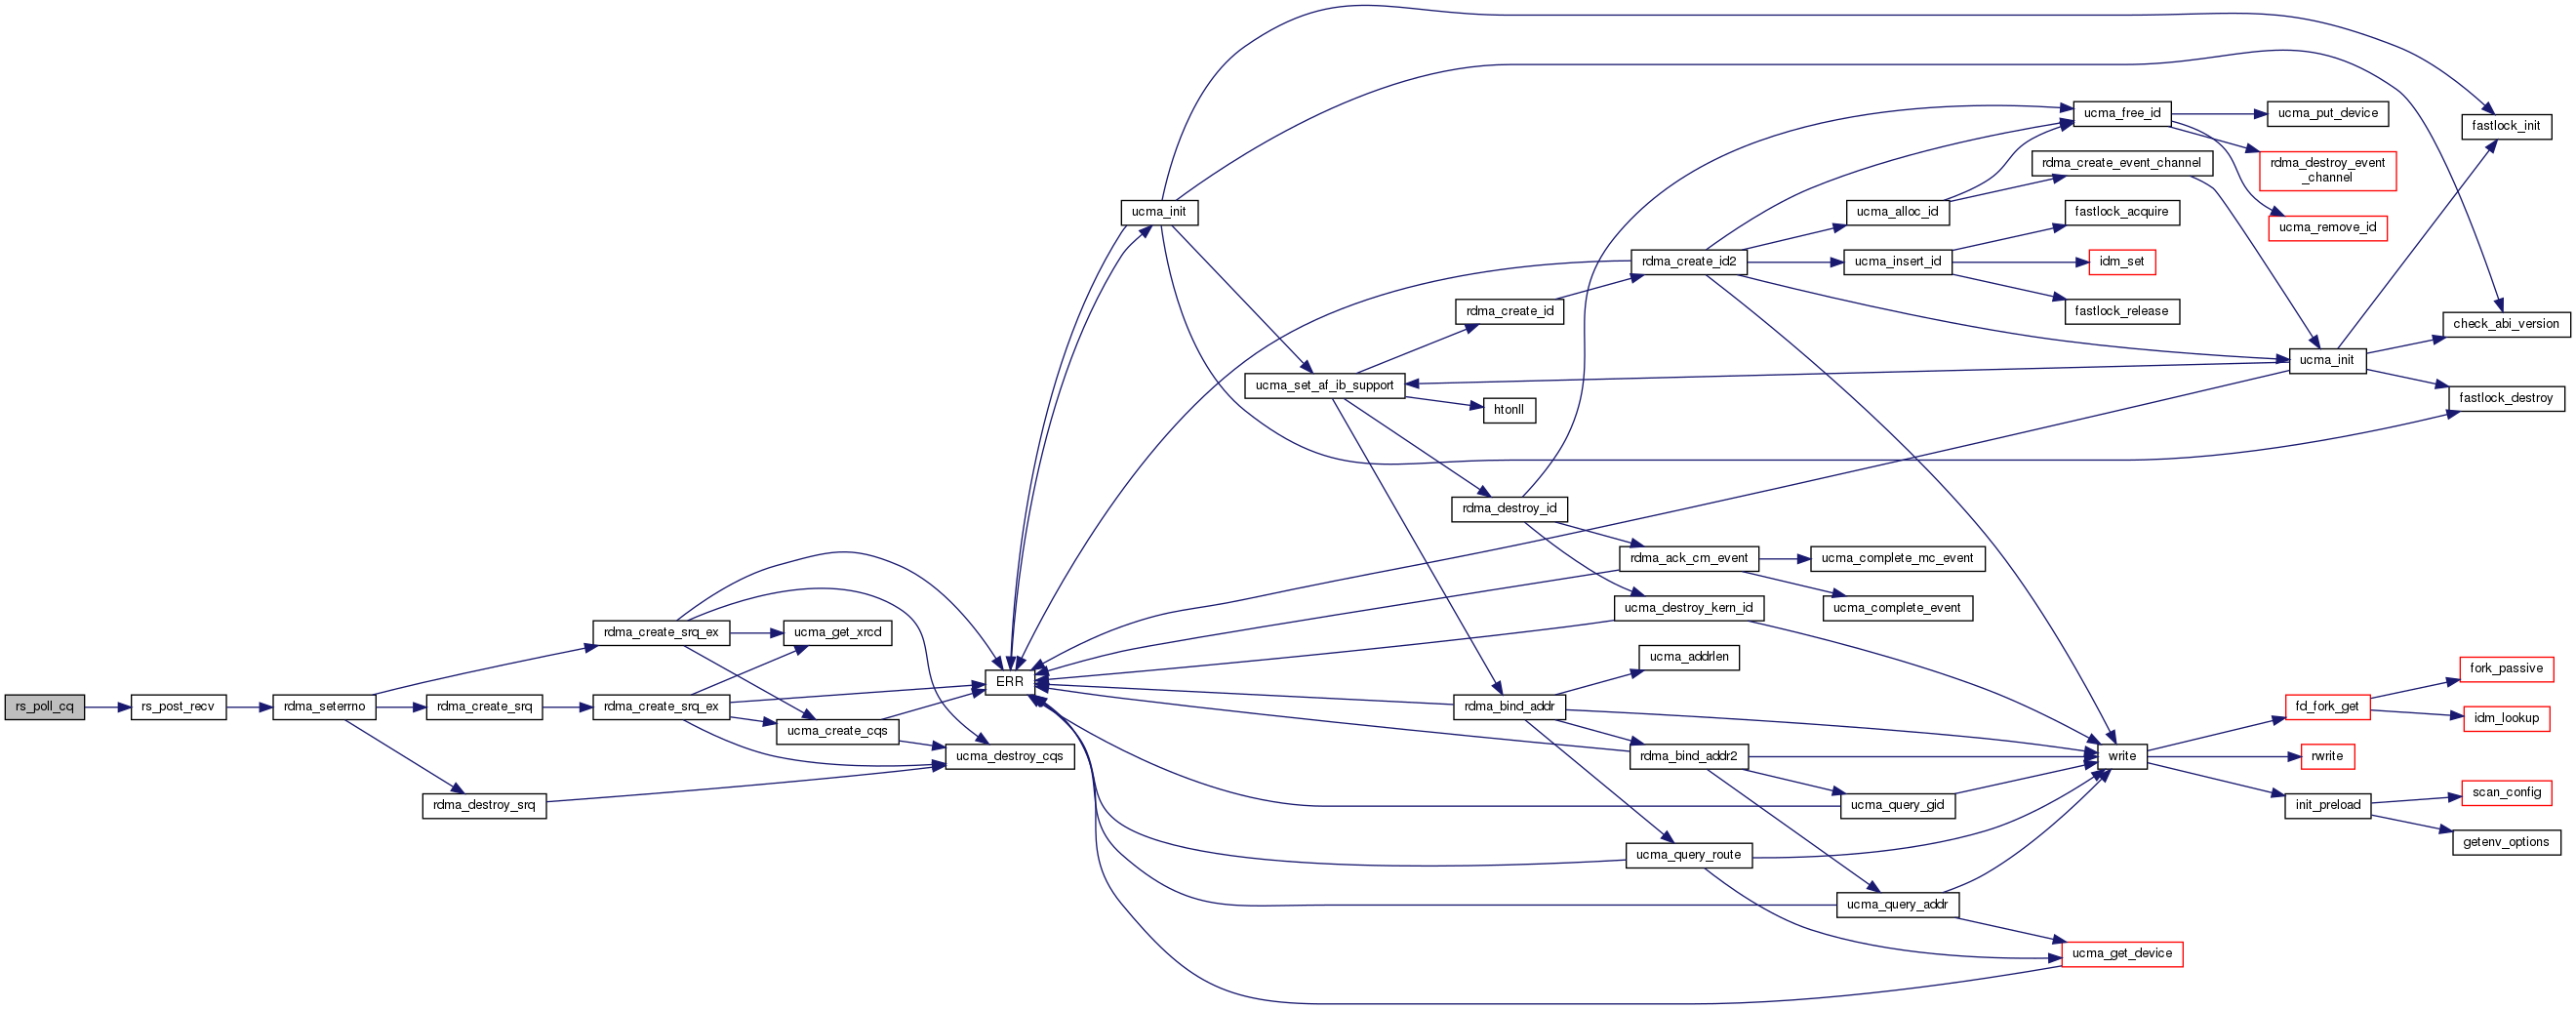 rs_poll_cq
rs_post_recv
rdma_seterrno
rdma_create_srq_ex
rdma_create_srq
rdma_destroy_srq
rdma_create_srq_ex
ucma_get_xrcd
ucma_create_cqs
ucma_destroy_cqs
ERR
ucma_init
ucma_set_af_ib_support
rdma_create_id
htonll
rdma_destroy_id
rdma_bind_addr
rdma_create_id2
rdma_ack_cm_event
ucma_destroy_kern_id
ucma_addrlen
rdma_bind_addr2
ucma_query_route
ucma_alloc_id
ucma_insert_id
ucma_complete_mc_event
ucma_complete_event
ucma_query_gid
ucma_query_addr
ucma_free_id
rdma_create_event_channel
fastlock_acquire
idm_set
fastlock_release
write
ucma_get_device
ucma_put_device
rdma_destroy_event
_channel
ucma_remove_id
ucma_init
fd_fork_get
rwrite
init_preload
fastlock_init
check_abi_version
fastlock_destroy
fork_passive
idm_lookup
scan_config
getenv_options